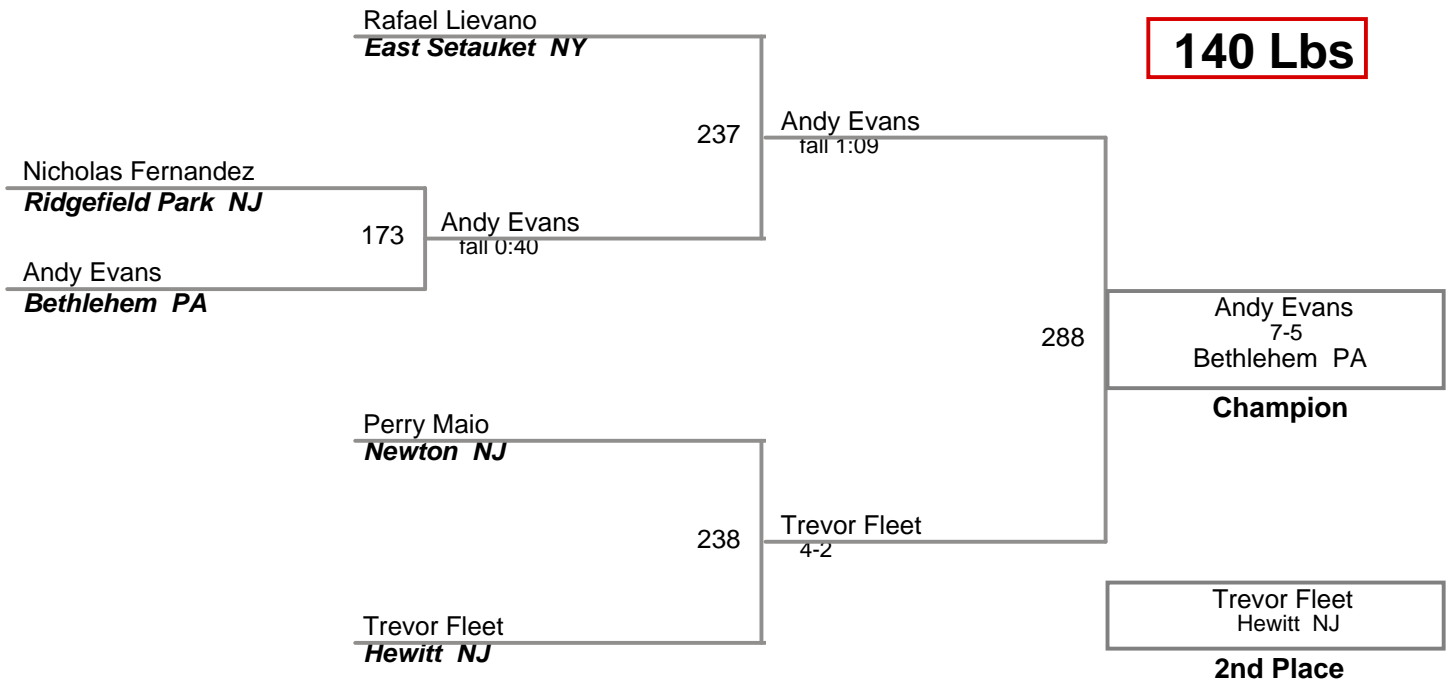 Rafael Lievano
East Setauket NY
140 Lbs
237
Andy Evans
fall 1:09
Nicholas Fernandez
Ridgefield Park NJ
173
Andy Evans
fall 0:40
Andy Evans
Bethlehem PA
288
Andy Evans
7-5
Bethlehem PA
Champion
Perry Maio
Newton NJ
238
Trevor Fleet
4-2
Trevor Fleet
Hewitt NJ
Trevor Fleet
Hewitt NJ
2nd Place